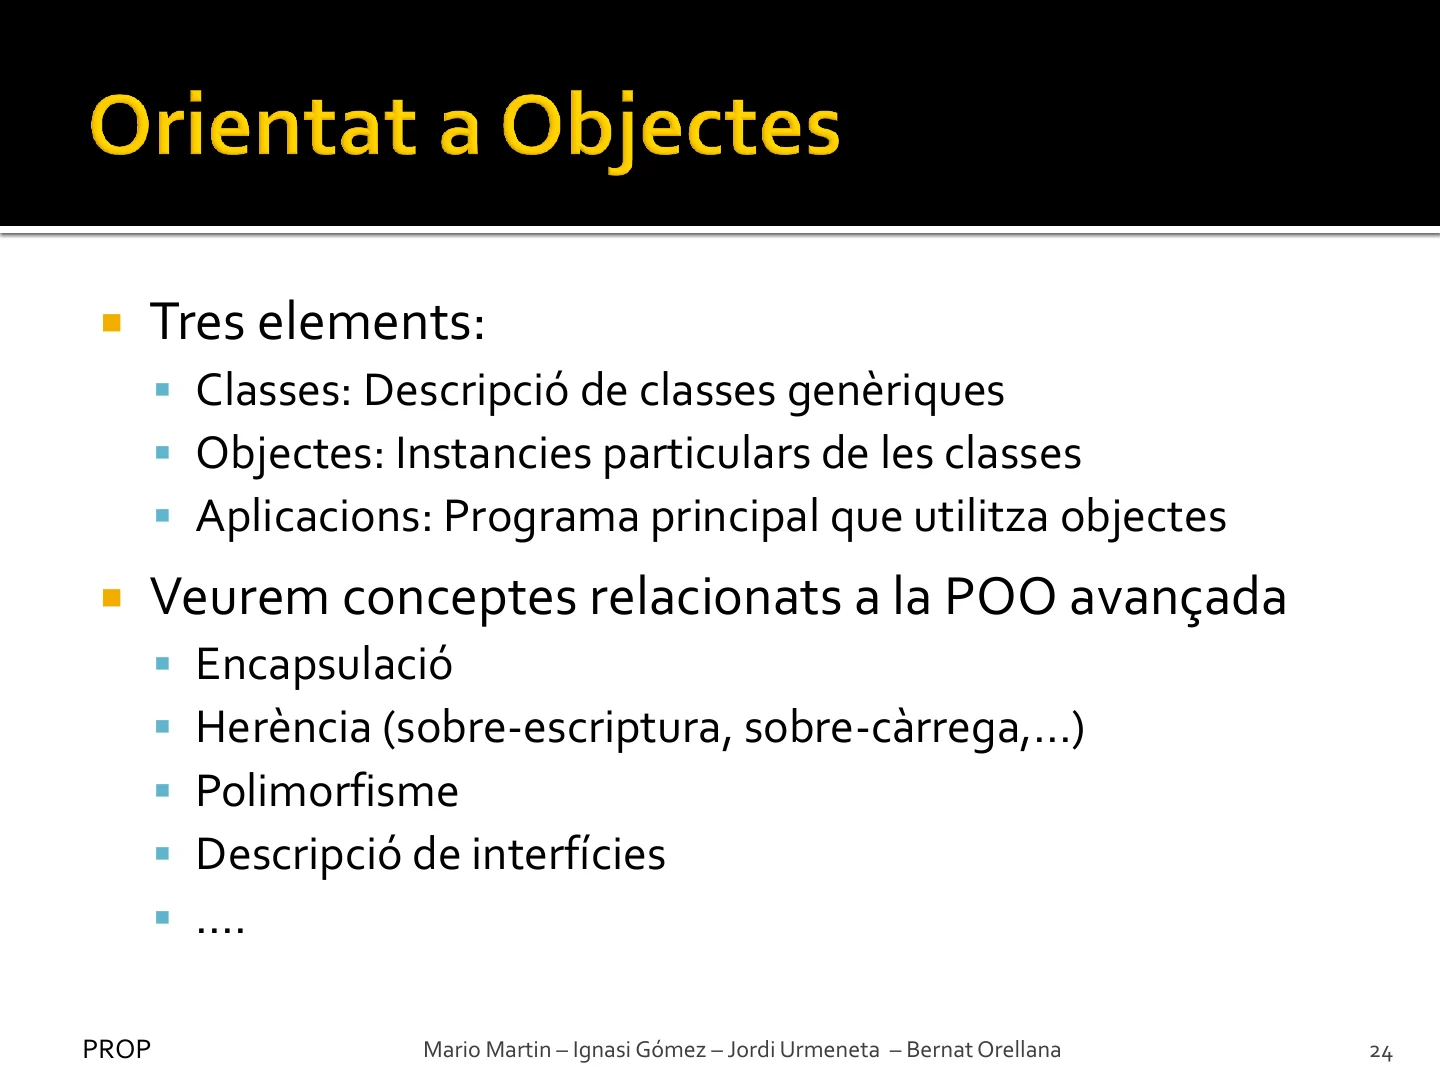 Orientat a Objectes
Tres elements:
Classes: Descripció de classes genèriques
Objectes: Instancies particulars de les classes
Aplicacions: Programa principal que utilitza objectes
Veurem conceptes relacionats a la POO avançada
Encapsulació
Herència (sobre-escriptura, sobre-càrrega,...)
Polimorfisme
Descripció de interfícies
....
PROP
Mario Martin – Ignasi Gómez – Jordi Urmeneta – Bernat Orellana
24